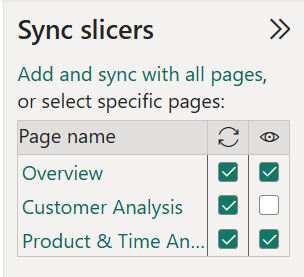 Sync slicers
Add and sync with all pages,
or select specific pages:
Page name
Overview
Customer Analysis
Product & Time An...